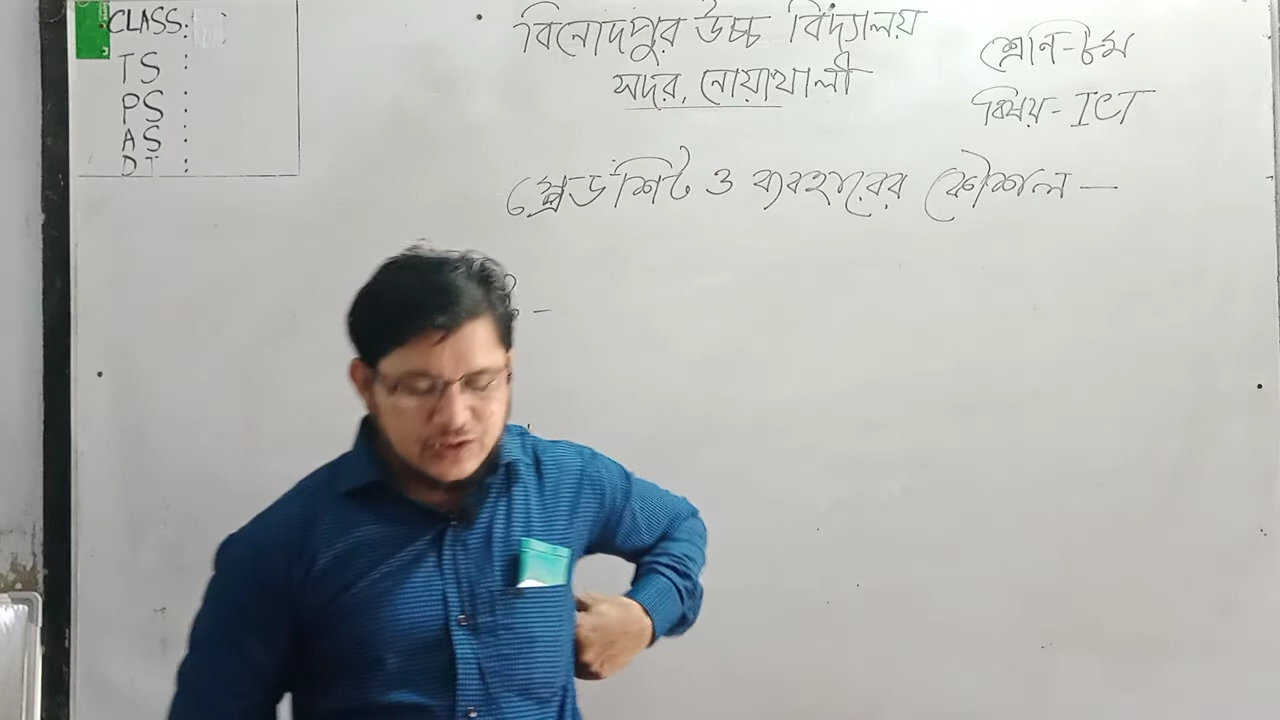 CLASS:
TS :
PS :
AS :
DT :
বিনোদপুর উচ্চ বিদ্যালয়
সদর, নোয়াখালী
শ্রেনি-৮ম
বিষয়- ICT
স্প্রেডশিট ও ব্যবহারের কৌশল —